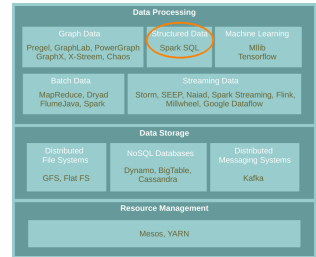 Data Processing
Graph Data
Pregel, GraphLab, PowerGraph
GraphX, X-Streem, Chaos
Structured Data
Spark SQL
Machine Learning
Mllib
Tensorflow
Batch Data
MapReduce, Dryad
FlumeJava, Spark
Streaming Data
Storm, SEEP, Naiad, Spark Streaming, Flink,
Millwheel, Google Dataflow
Data Storage
Distributed
File Systems
GFS, Flat FS
NoSQL Databases
Dynamo, BigTable,
Cassandra
Distributed
Messaging Systems
Kafka
Resource Management
Mesos, YARN